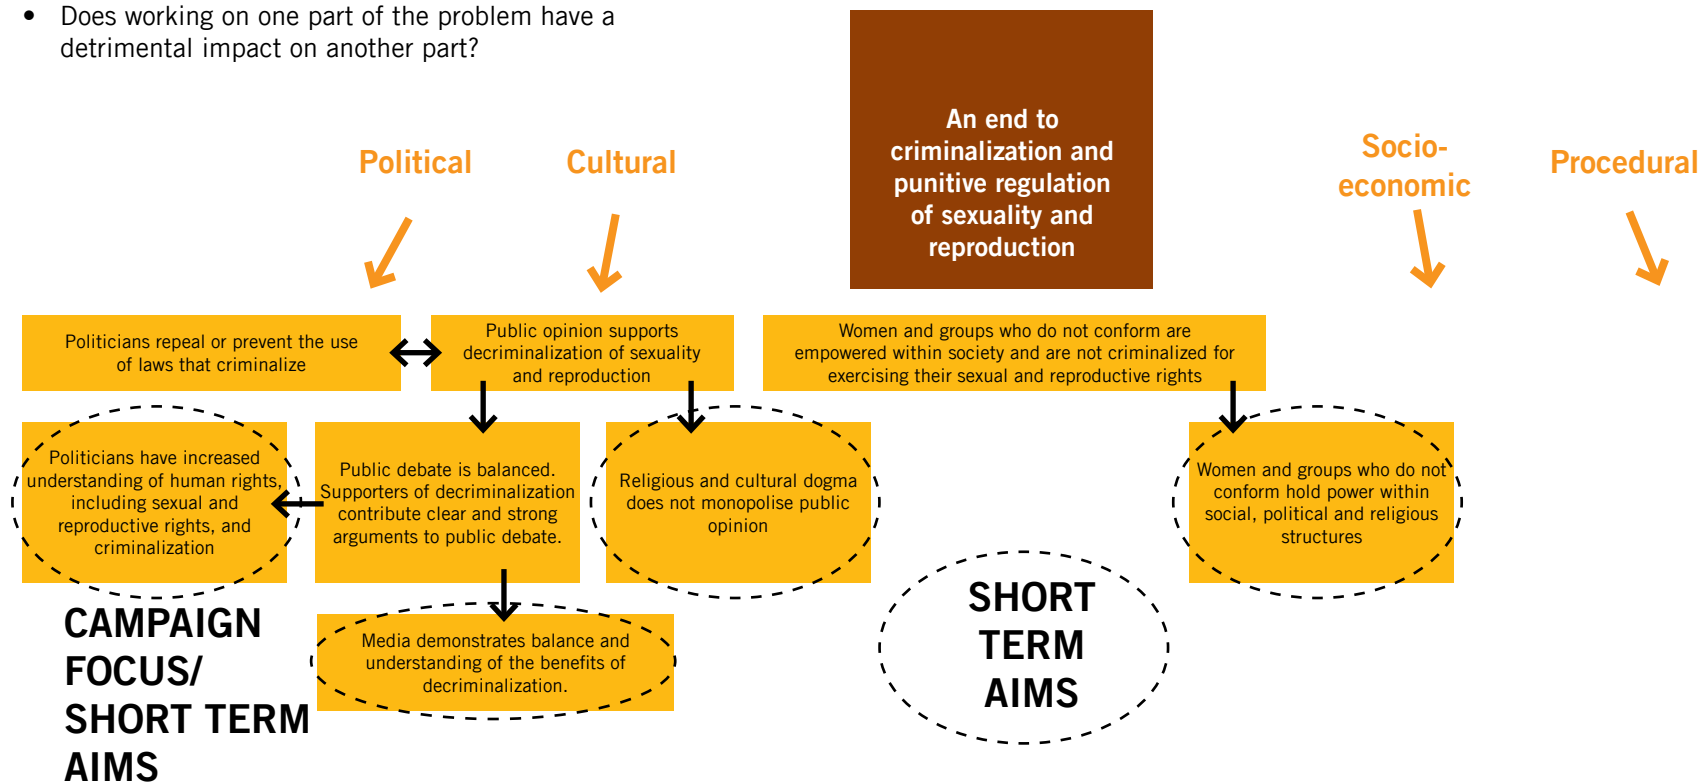 • Does working on one part of the problem have a
detrimental impact on another part?
An end to
criminalization and
punitive regulation
of sexuality and
reproduction
Political
Cultural
Socio-
economic
Procedural
Politicians repeal or prevent the use
of laws that criminalize
Public opinion supports
decriminalization of sexuality
and reproduction
Women and groups who do not conform are
empowered within society and are not criminalized for
exercising their sexual and reproductive rights
Politicians have increased
understanding of human rights,
including sexual and
reproductive rights, and
criminalization
Public debate is balanced.
Supporters of decriminalization
contribute clear and strong
arguments to public debate.
Religious and cultural dogma
does not monopolise public
opinion
Women and groups who do not
conform hold power within
social, political and religious
structures
Media demonstrates balance and
understanding of the benefits of
decriminalization.
CAMPAIGN
FOCUS/
SHORT TERM
AIMS
SHORT
TERM
AIMS